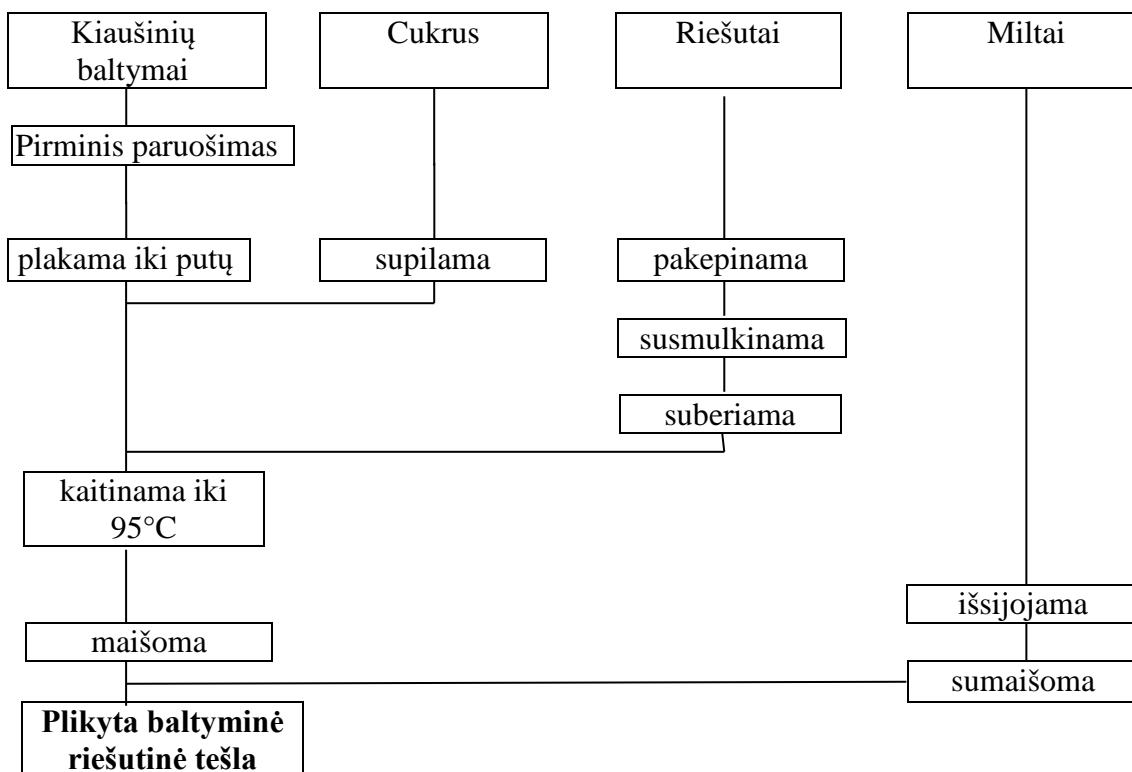 Kiaušinių
baltymai
Cukrus
Riešutai
Miltai
Pirminis paruošimas
plakama iki putų
supilama
pakepinama
susmulkinama
suberiama
kaitinama iki
95°C
išsijojama
maišoma
sumaišoma
Plikyta baltyminė
riešutinė tešla